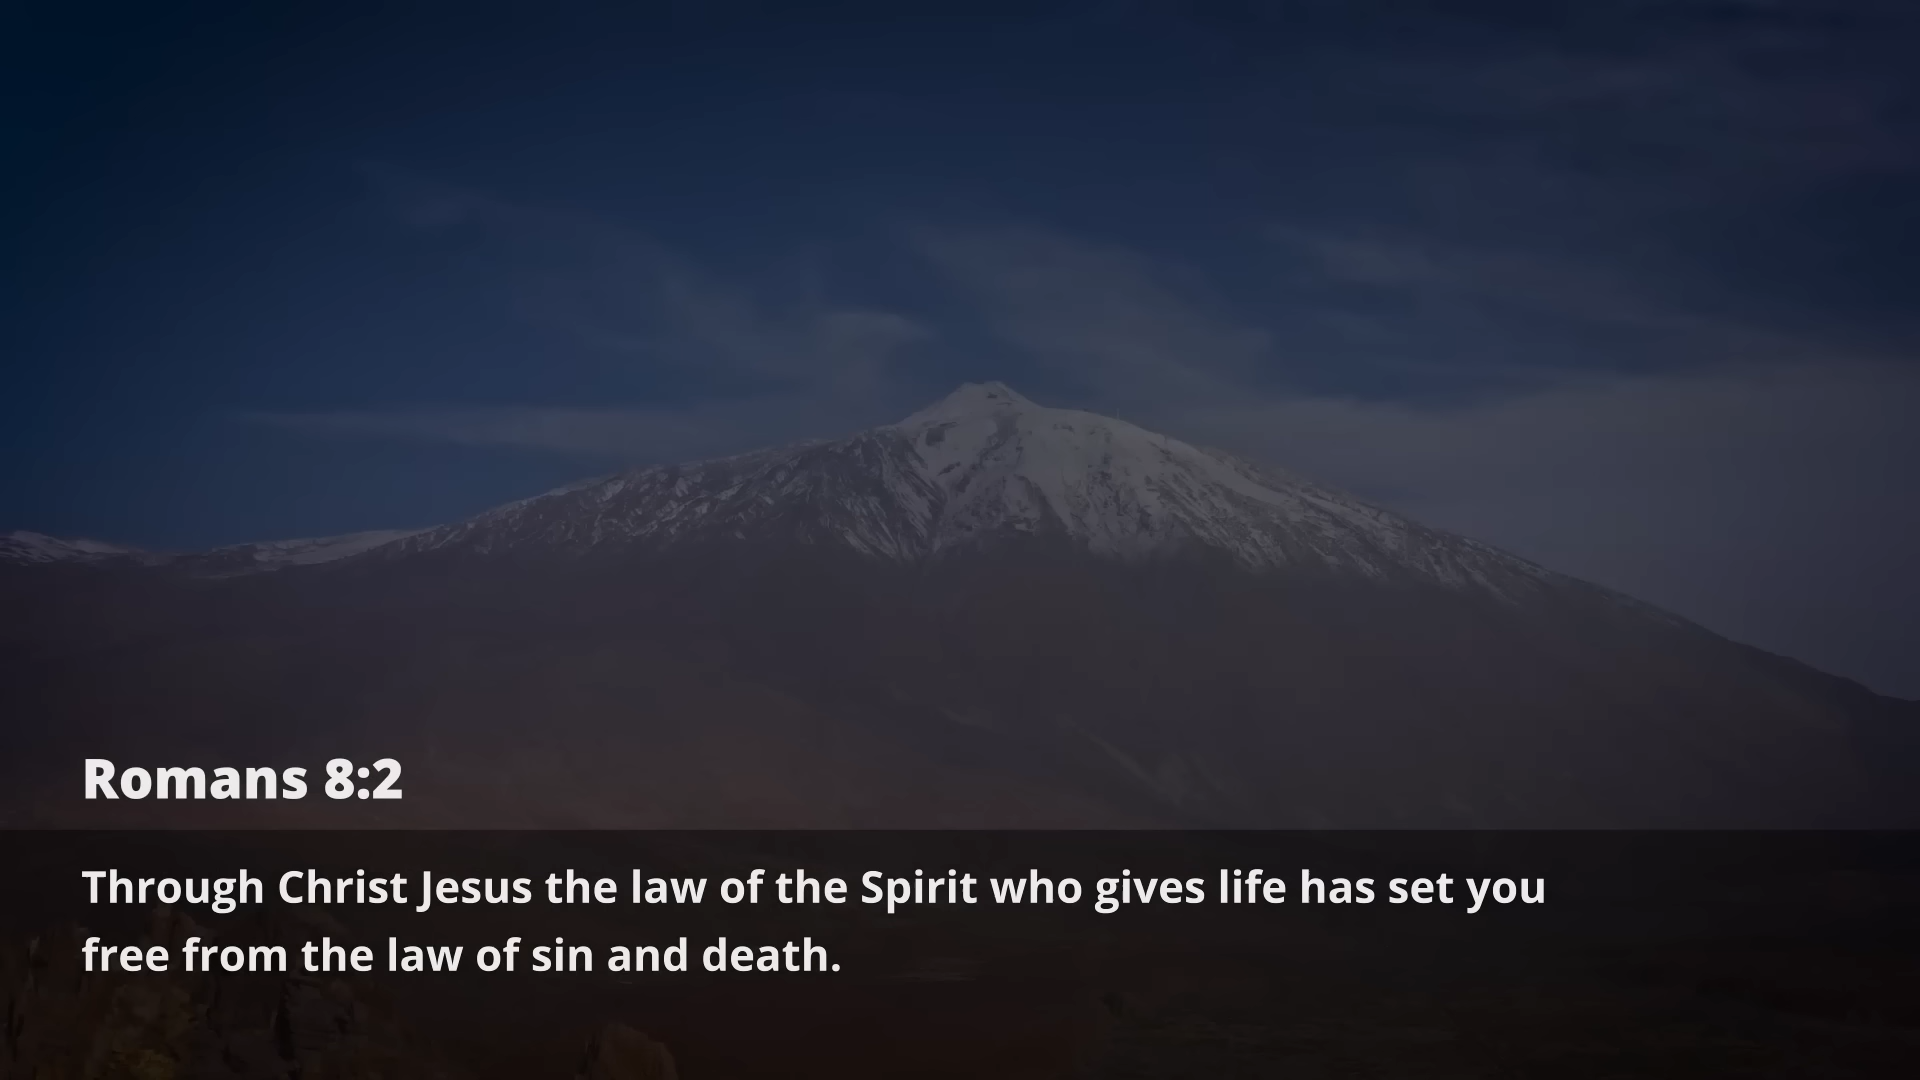 Romans 8:2
Through Christ Jesus the law of the Spirit who gives life has set you
free from the law of sin and death.